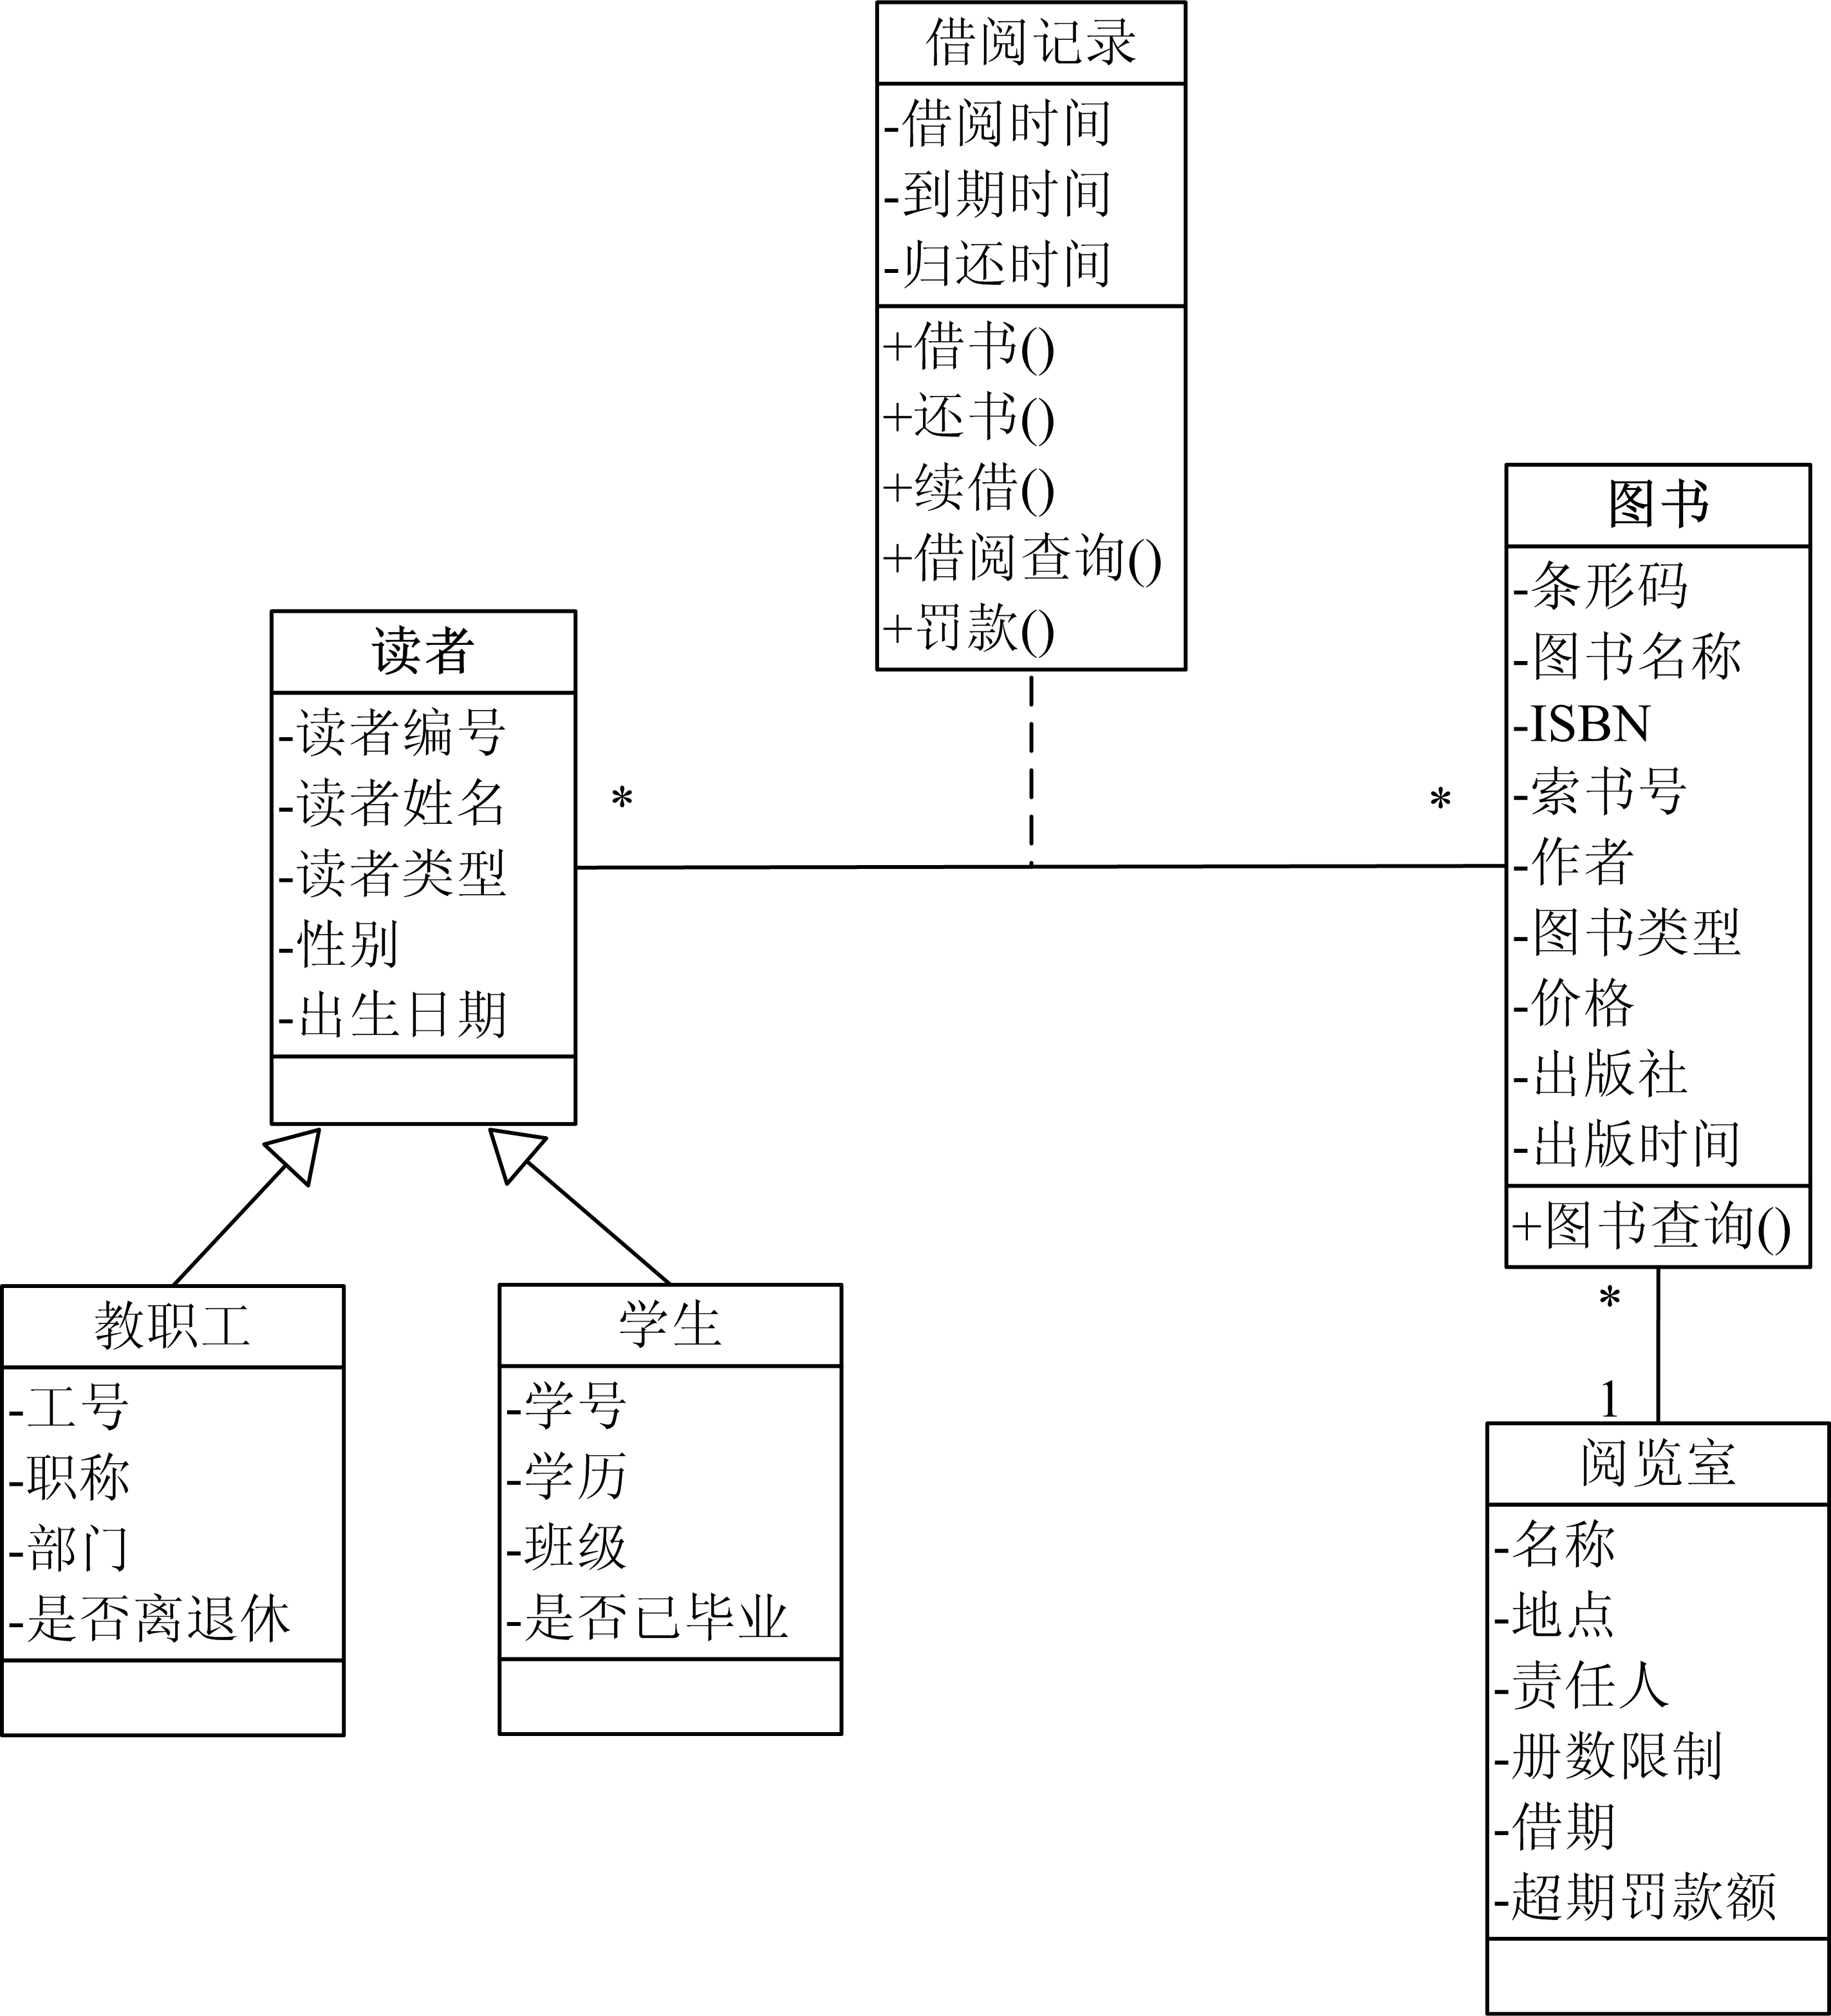 借阅记录
-借阅时间
-到期时间
-归还时间
+借书()
+还书()
+续借()
+借阅查询()
+罚款()
读者
-读者编号
-读者姓名
-读者类型
-性别
-出生日期
*
*
图书
-条形码
-图书名称
-ISBN
-索书号
-作者
-图书类型
-价格
-出版社
-出版时间
+图书查询()
*
1
教职工
-工号
-职称
-部门
-是否离退休
学生
-学号
-学历
-班级
-是否已毕业
阅览室
-名称
-地点
-责任人
-册数限制
-借期
-超期罚款额